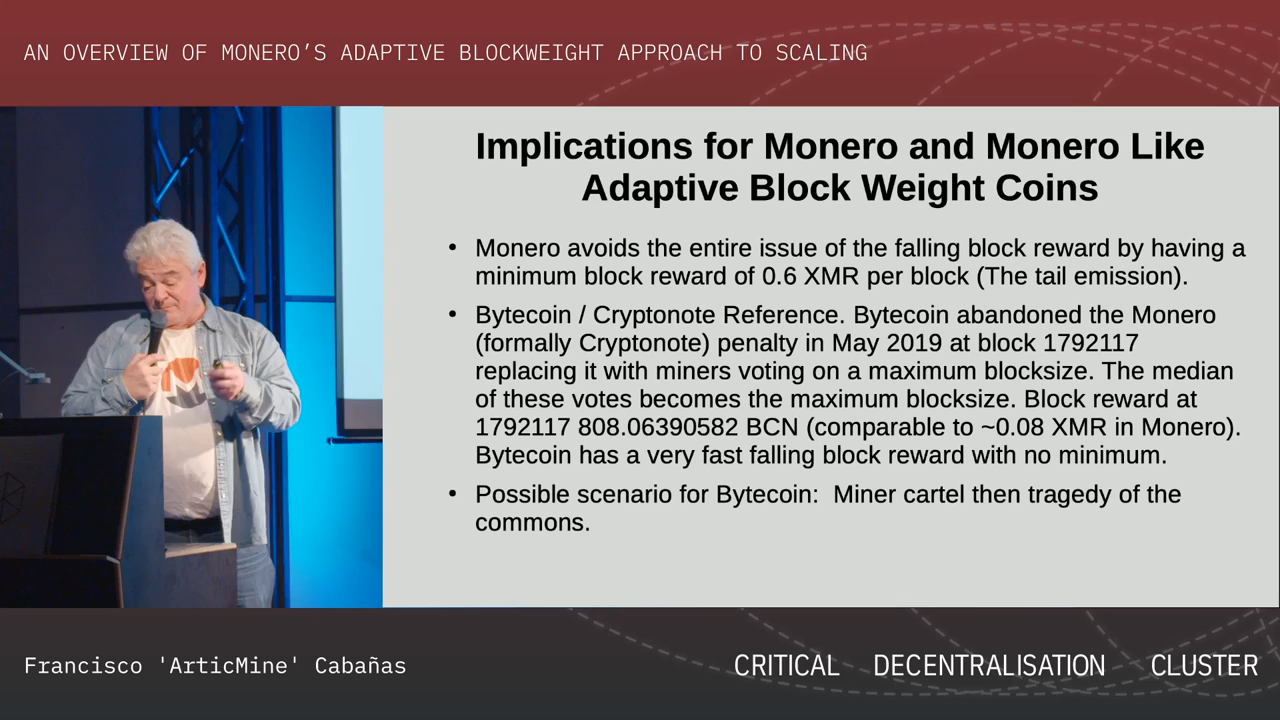 AN OVERVIEW OF MONERO’S ADAPTIVE BLOCKWEIGHT APPROACH TO SCALING
Implications for Monero and Monero Like
Adaptive Block Weight Coins
• Monero avoids the entire issue of the falling block reward by having a
minimum block reward of 0.6 XMR per block (The tail emission).
• Bytecoin / Cryptonote Reference. Bytecoin abandoned the Monero
(formally Cryptonote) penalty in May 2019 at block 1792117
replacing it with miners voting on a maximum blocksize. The median
of these votes becomes the maximum blocksize. Block reward at
1792117 808.06390582 BCN (comparable to ~0.08 XMR in Monero).
Bytecoin has a very fast falling block reward with no minimum.
• Possible scenario for Bytecoin:  Miner cartel then tragedy of the
commons.
Francisco 'ArticMine' Cabañas
CRITICAL DECENTRALISATION CLUSTER